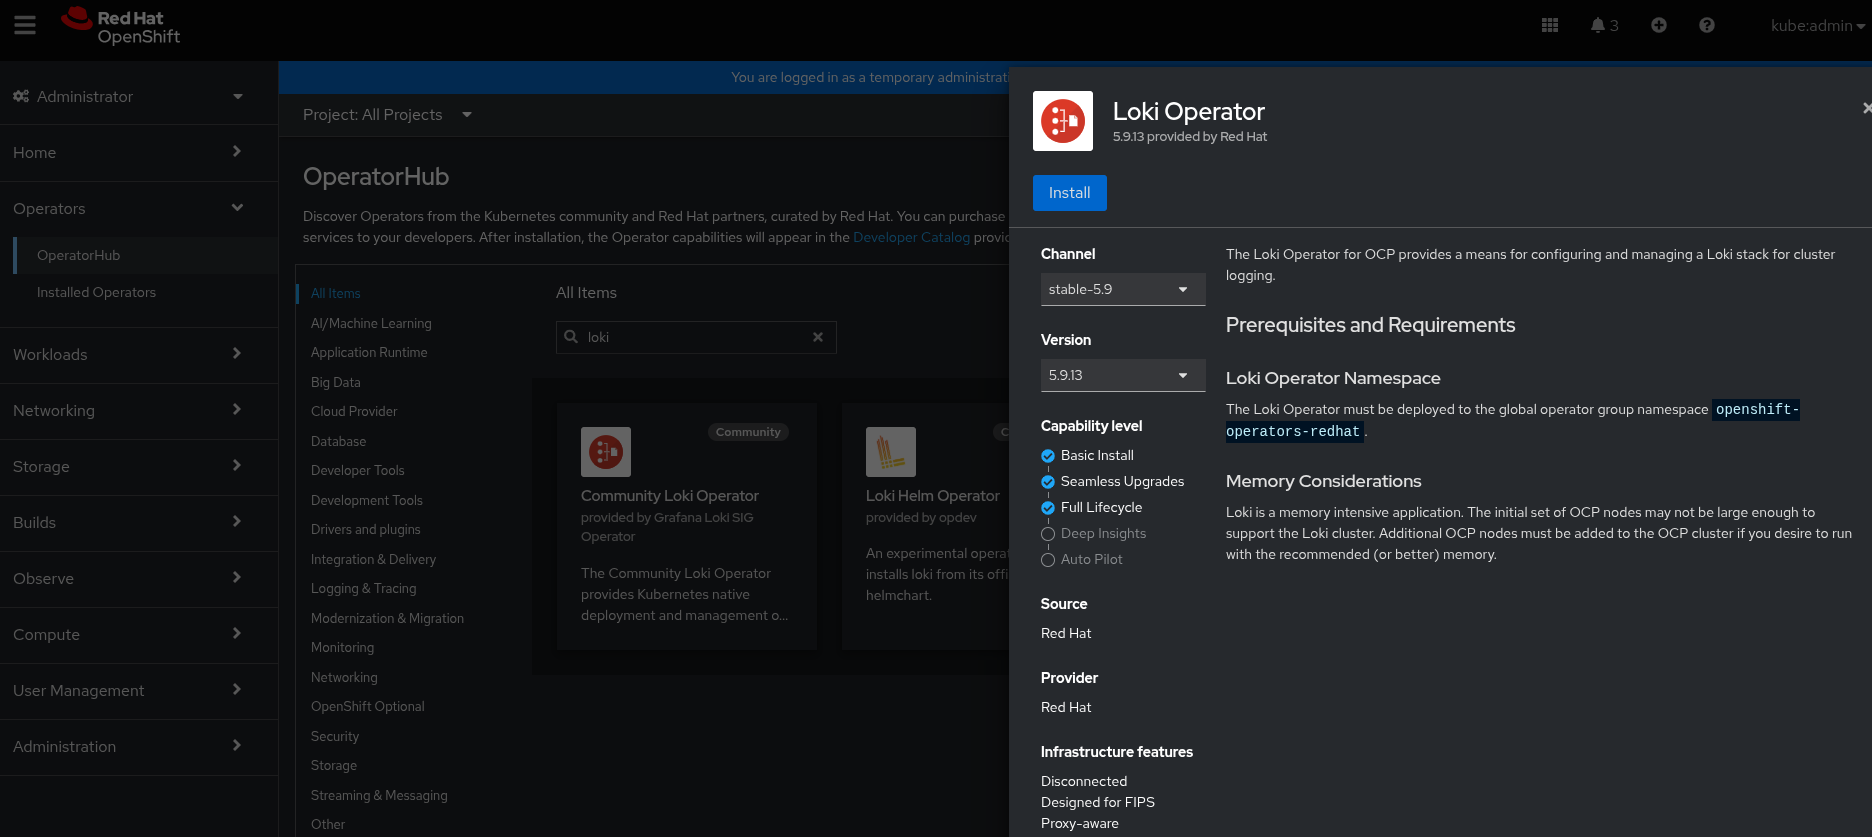 Red Hat
OpenShift
3
kube:admin
Administrator
Home
Operators
OperatorHub
Installed Operators
Workloads
Networking
Storage
Builds
Observe
Compute
User Management
Administration
You are logged in as a temporary
Project: All Projects
OperatorHub
Discover Operators from the Kubernetes community and Red Hat partners, curated by Red Hat. You can purchase
services to your developers. After installation, the Operator capabilities will appear in the Developer Catalog
All Items
AI/Machine Learning
Application Runtime
Big Data
Cloud Provider
Database
Developer Tools
Development Tools
Drivers and plugins
Integration & Delivery
Logging & Tracing
Modernization & Migration
Monitoring
Networking
OpenShift Optional
Security
Storage
Streaming & Messaging
Other
All Items
loki
Community
Community Loki Operator
provided by Grafana Loki SIG
Operator
The Community Loki Operator
provides Kubernetes native
deployment and management o...
Loki Helm Operator
provided by opdev
An experimental
installs loki from its
helmchart.
Loki Operator
5.9.13 provided by Red Hat
Install
Channel
stable-5.9
Version
5.9.13
Capability level
Basic Install
Seamless Upgrades
Full Lifecycle
Deep Insights
Auto Pilot
Source
Red Hat
Provider
Red Hat
Infrastructure features
Disconnected
Designed for FIPS
Proxy-aware
The Loki Operator for OCP provides a means for configuring and managing a Loki stack for cluster
logging.
Prerequisites and Requirements
Loki Operator Namespace
The Loki Operator must be deployed to the global operator group namespace openshift-
operators-redhat .
Memory Considerations
Loki is a memory intensive application. The initial set of OCP nodes may not be large enough to
support the Loki cluster. Additional OCP nodes must be added to the OCP cluster if you desire to run
with the recommended (or better) memory.